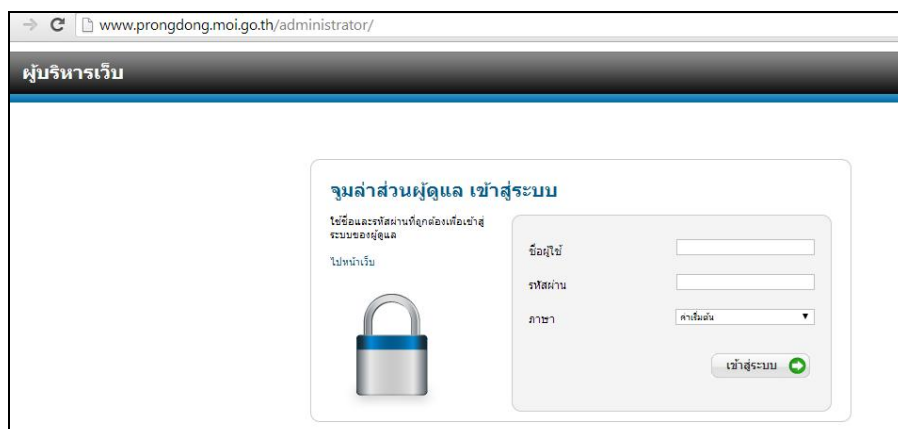 www.prongdong.moi.go.th/administrator/
ผู้บริหารเว็บ
จูมล่าส่วนผู้ดูแล เข้าสู่ระบบ
ใช้ชื่อและรหัสผ่านที่ถูกต้องเพื่อเข้าสู่
ระบบของผู้ดูแล
ไปหน้าเว็บ
ชื่อผู้ใช้
รหัสผ่าน
ภาษา
ค่าเริ่มต้น
เข้าสู่ระบบ